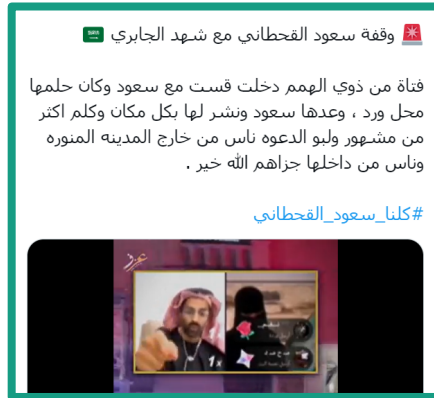 🚨 وقفة سعود القحطاني مع شهد الجابري 🇸🇦
فتاة من ذوي الهمم دخلت قست مع سعود وكان حلمها
محل ورد ، وعدها سعود ونشر لها بكل مكان وكلم اكثر
من مشهور ولبو الدعوه ناس من خارج المدينه المنوره
وناس من داخلها جزاهم الله خير .
#كلنا_سعود_القحطاني
1x